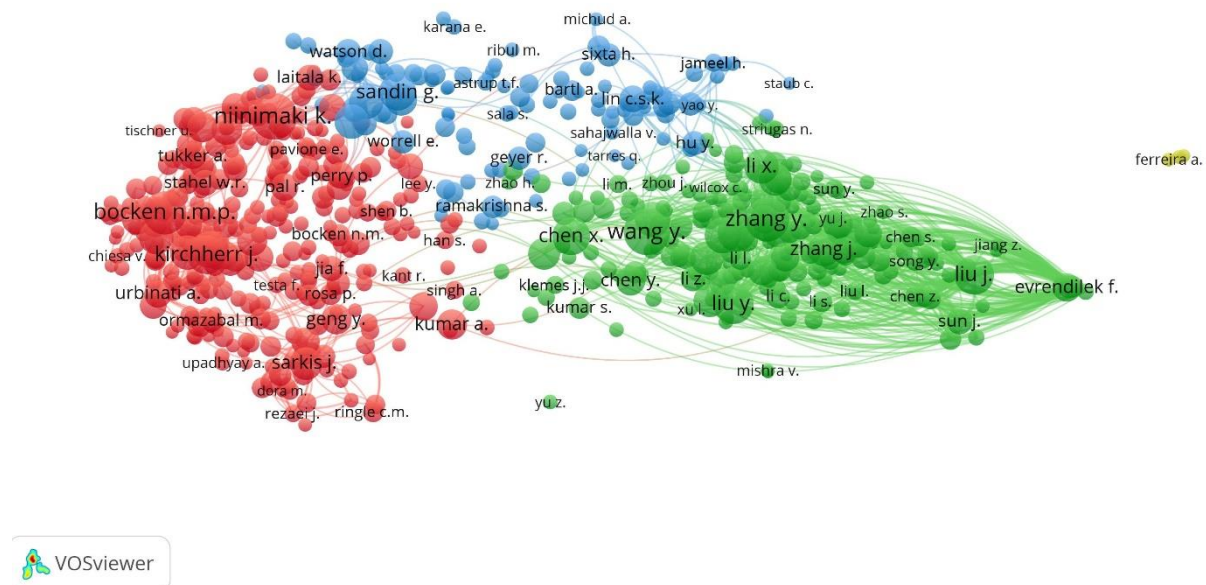 michud a.
karana e.
watson d.
ribul m.
sixta h.
jameel h.
laitala k.
astrup t.f.
bartl a.
staub c.
sandin g.
lin c.s.k.
yao y.
niinimaki k.
sala s.
tischner u.
sahajwalla v.
striugas n.
pavione e.
worrell e.
hu y.
tukker a.
geyer r.
tarres q.
ferreira a.
stahel w.r.
pal r.
perry p.
lee y.
zhao h.
li m.
zhou j.
wilcox c.
li x.
sun y.
bocken n.m.p.
shen b.
ramakrishna s.
zhang y.
yu j.
zhao s.
bocken n.m.
han s.
chen x.
wang y.
chen s.
jiang z.
chiesa v.
kirchherr j.
li l.
zhang j.
song y.
testa f.
jia f.
kant r.
klemes j.j.
chen y.
li z.
liu j.
evrendilek f.
urbinati a.
rosa p.
singh a.
li c.
liu l.
chen z.
ormazabal m.
geng y.
kumar a.
kumar s.
xu l.
liu y.
li s.
sun j.
upadhyay a.
sarkis j.
mishra v.
dora m.
rezaei j.
ringle c.m.
yu z.
VOSviewer